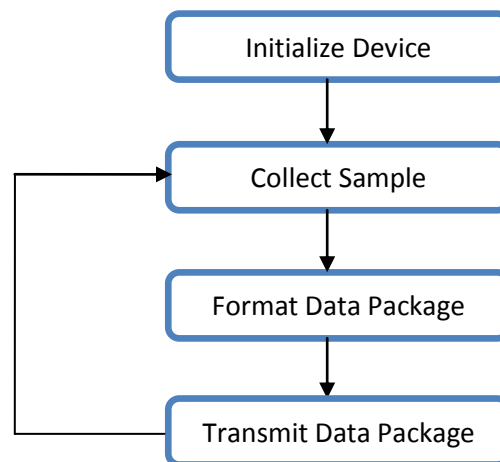 Initialize Device
Collect Sample
Format Data Package
Transmit Data Package